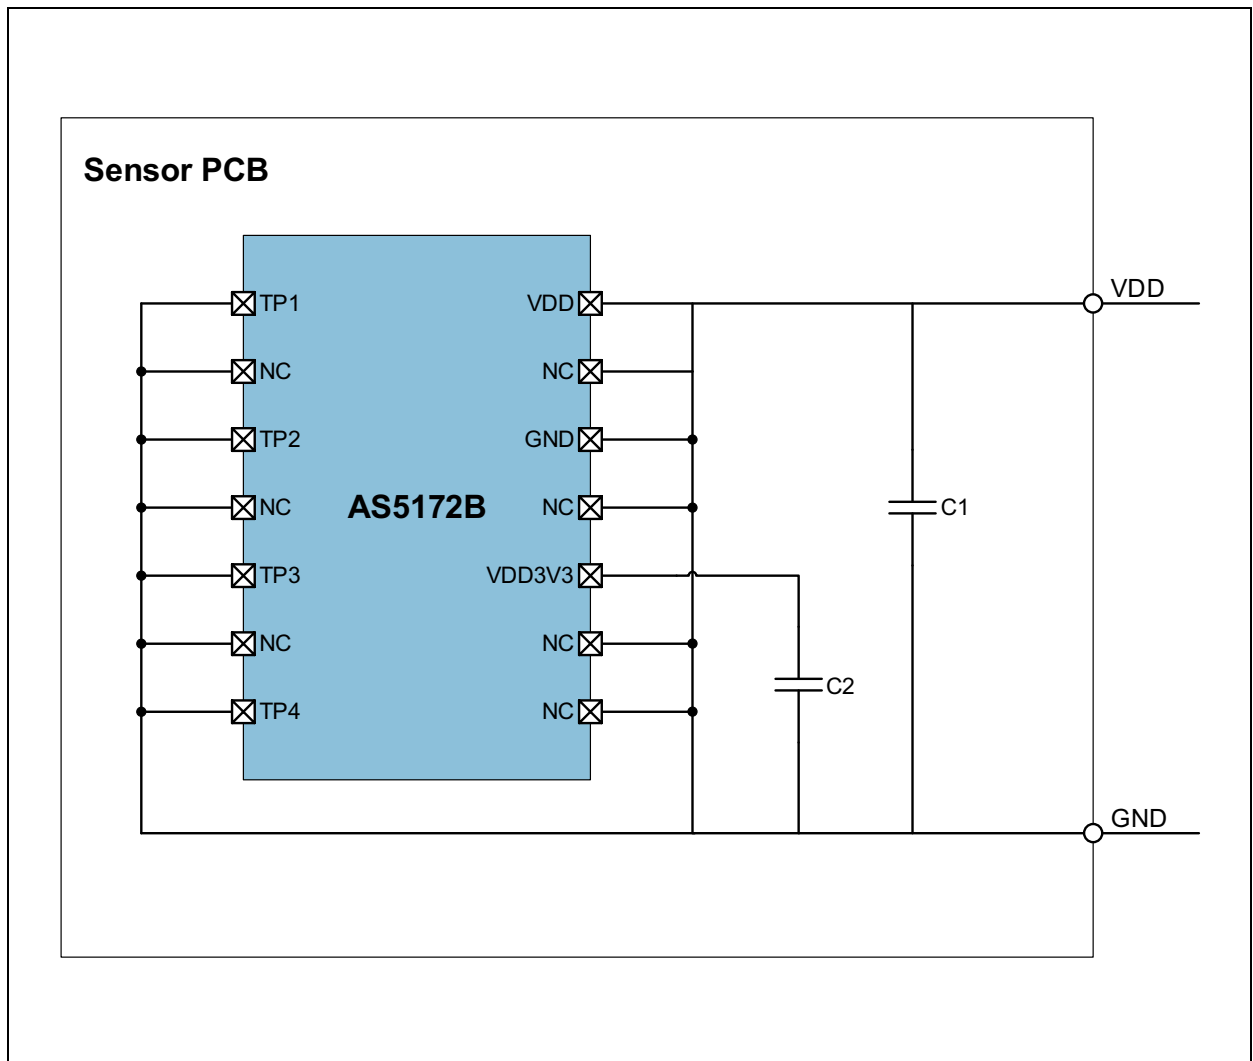 Sensor PCB
VDD
TP1 VDD
NC NC
TP2 GND
NC AS5172B NC C1
TP3 VDD3V3
NC NC
C2
TP4 NC
GND